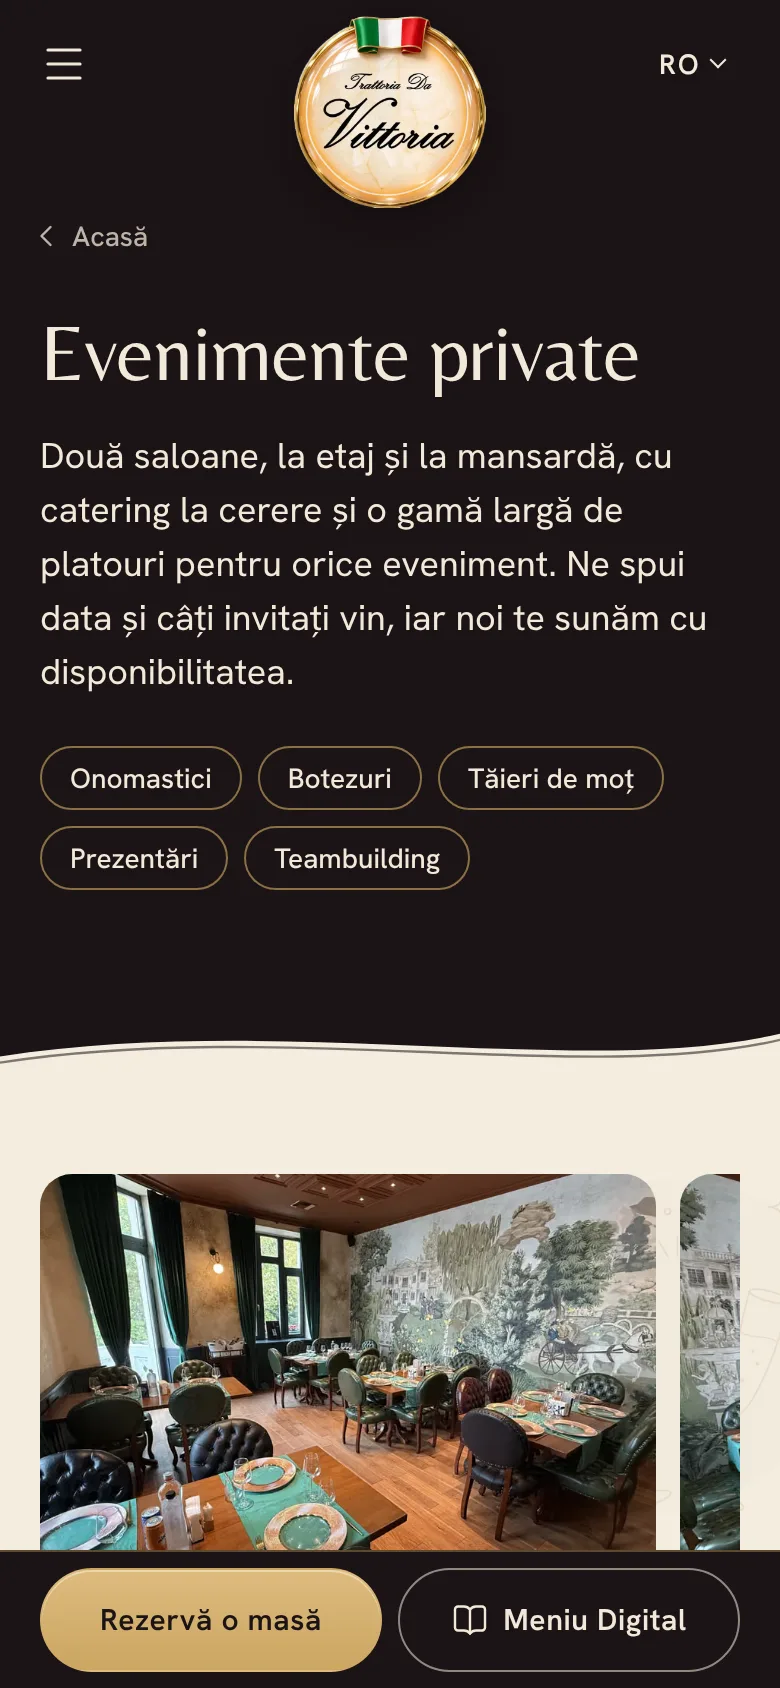 Trattoria Da
Vittoria
RO
Acasă
Evenimente private
Două saloane, la etaj și la mansardă, cu
catering la cerere și o gamă largă de
platouri pentru orice eveniment. Ne spui
data și câți invitați vin, iar noi te sunăm cu
disponibilitatea.
Onomastici
Botezuri
Tăieri de moț
Prezentări
Teambuilding
Rezervă o masă
Meniu Digital